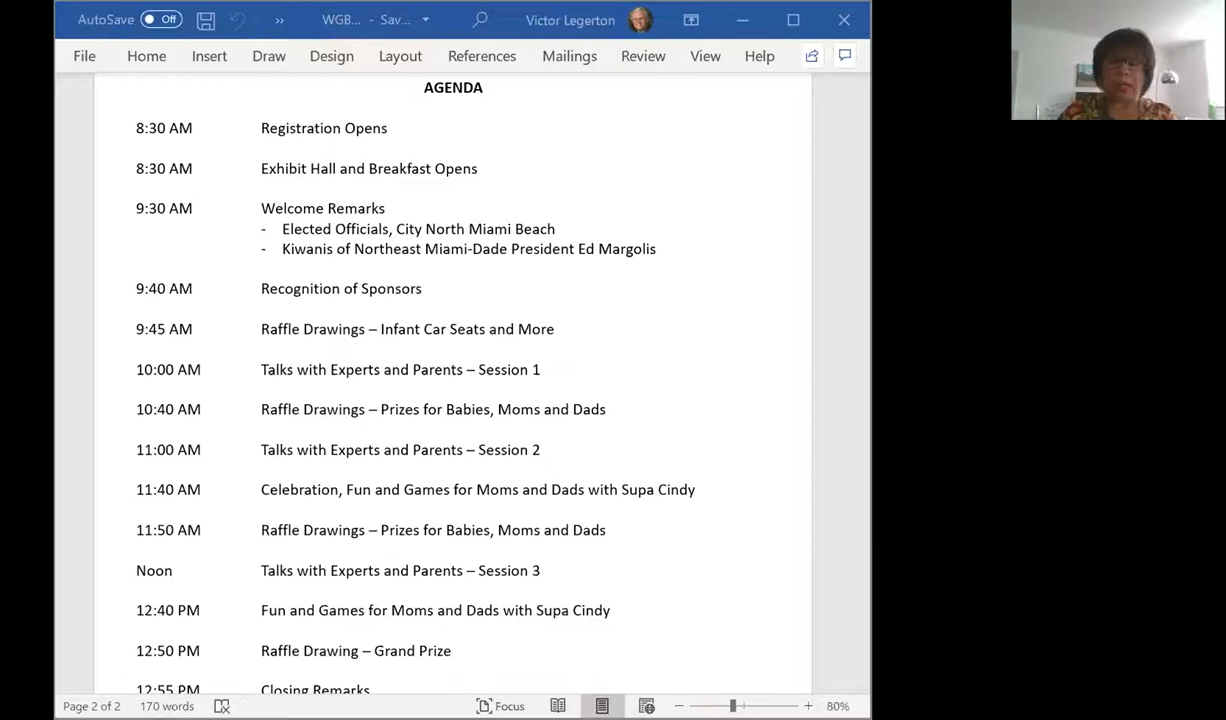 AutoSave Off WGB... - Sav... Victor Legerton
File Home Insert Draw Design Layout References Mailings Review View Help
AGENDA
8:30 AM Registration Opens
8:30 AM Exhibit Hall and Breakfast Opens
9:30 AM Welcome Remarks
- Elected Officials, City North Miami Beach
- Kiwanis of Northeast Miami-Dade President Ed Margolis
9:40 AM Recognition of Sponsors
9:45 AM Raffle Drawings – Infant Car Seats and More
10:00 AM Talks with Experts and Parents – Session 1
10:40 AM Raffle Drawings – Prizes for Babies, Moms and Dads
11:00 AM Talks with Experts and Parents – Session 2
11:40 AM Celebration, Fun and Games for Moms and Dads with Supa Cindy
11:50 AM Raffle Drawings – Prizes for Babies, Moms and Dads
Noon Talks with Experts and Parents – Session 3
12:40 PM Fun and Games for Moms and Dads with Supa Cindy
12:50 PM Raffle Drawing – Grand Prize
12:55 PM Closing Remarks
Page 2 of 2 170 words Focus 80%